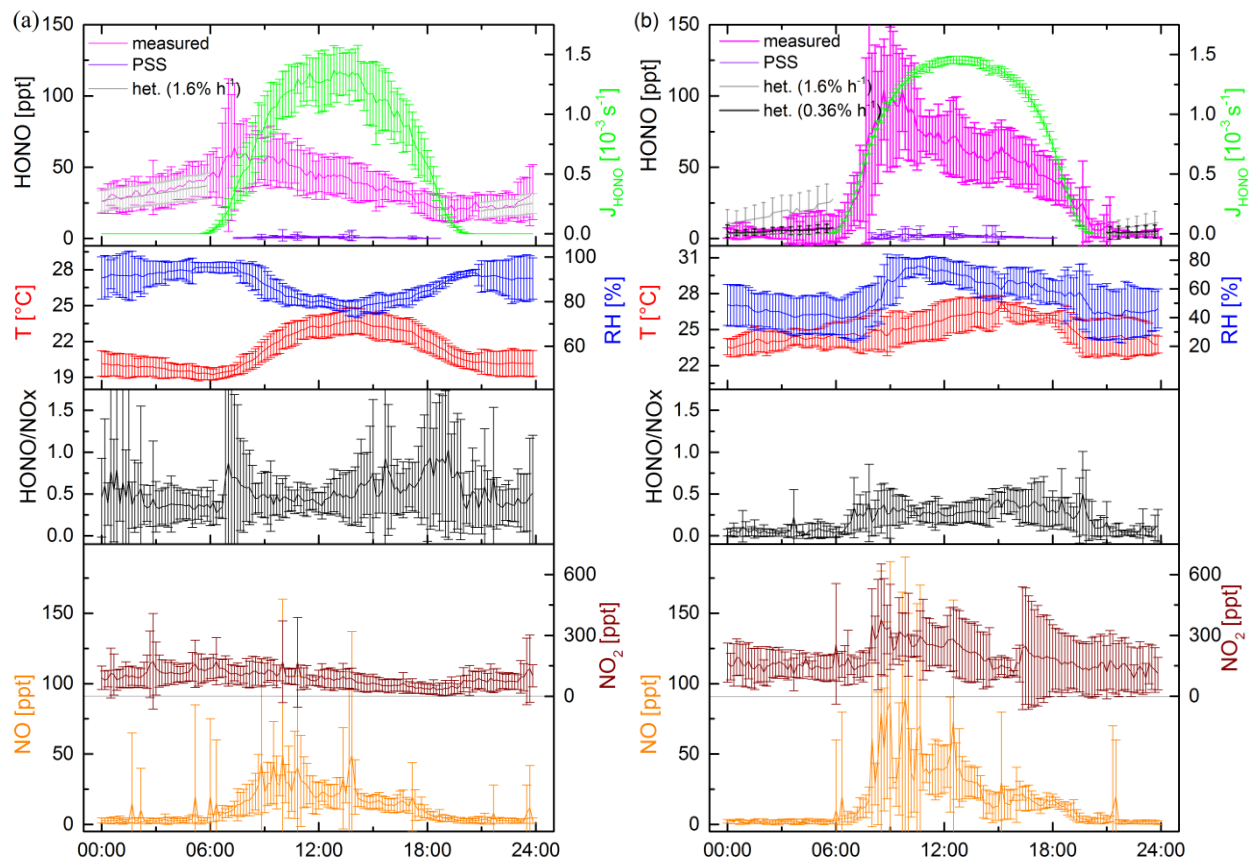 (a)
(b)
150
100
50
0
HONO [ppt]
measured
PSS
het. (1.6% h⁻¹)
1.5
1.0
0.5
0.0
J_HONO [10⁻³ s⁻¹]
28
25
22
19
T [°C]
100
80
60
RH [%]
1.5
1.0
0.5
0.0
HONO/NOx
600
300
0
NO₂ [ppt]
150
100
50
0
NO [ppt]
00:00 06:00 12:00 18:00 24:00
150
100
50
0
HONO [ppt]
measured
PSS
het. (1.6% h⁻¹)
het. (0.36% h⁻¹)
1.5
1.0
0.5
0.0
J_HONO [10⁻³ s⁻¹]
31
28
25
22
T [°C]
80
60
40
20
RH [%]
1.5
1.0
0.5
0.0
HONO/NOx
600
300
0
NO₂ [ppt]
150
100
50
0
NO [ppt]
00:00 06:00 12:00 18:00 24:00